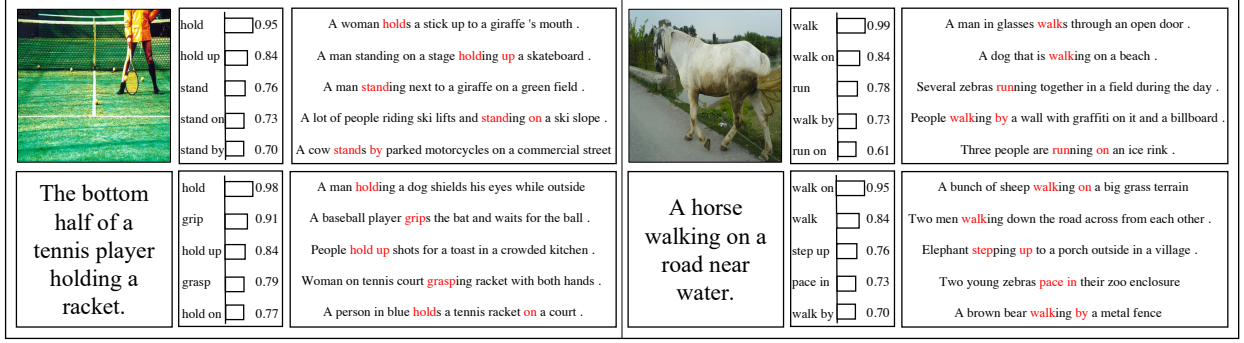 hold 0.95
hold up 0.84
stand 0.76
stand on 0.73
stand by 0.70
A woman holds a stick up to a giraffe 's mouth .
A man standing on a stage holding up a skateboard .
A man standing next to a giraffe on a green field .
A lot of people riding ski lifts and standing on a ski slope .
A cow stands by parked motorcycles on a commercial street
The bottom
half of a
tennis player
holding a
racket.
hold 0.98
grip 0.91
hold up 0.84
grasp 0.79
hold on 0.77
A man holding a dog shields his eyes while outside
A baseball player grips the bat and waits for the ball .
People hold up shots for a toast in a crowded kitchen .
Woman on tennis court grasping racket with both hands .
A person in blue holds a tennis racket on a court .
walk 0.99
walk on 0.84
run 0.78
walk by 0.73
run on 0.61
A man in glasses walks through an open door .
A dog that is walking on a beach .
Several zebras running together in a field during the day .
People walking by a wall with graffiti on it and a billboard .
Three people are running on an ice rink .
A horse
walking on a
road near
water.
walk on 0.95
walk 0.84
step up 0.76
pace in 0.73
walk by 0.70
A bunch of sheep walking on a big grass terrain
Two men walking down the road across from each other .
Elephant stepping up to a porch outside in a village .
Two young zebras pace in their zoo enclosure
A brown bear walking by a metal fence